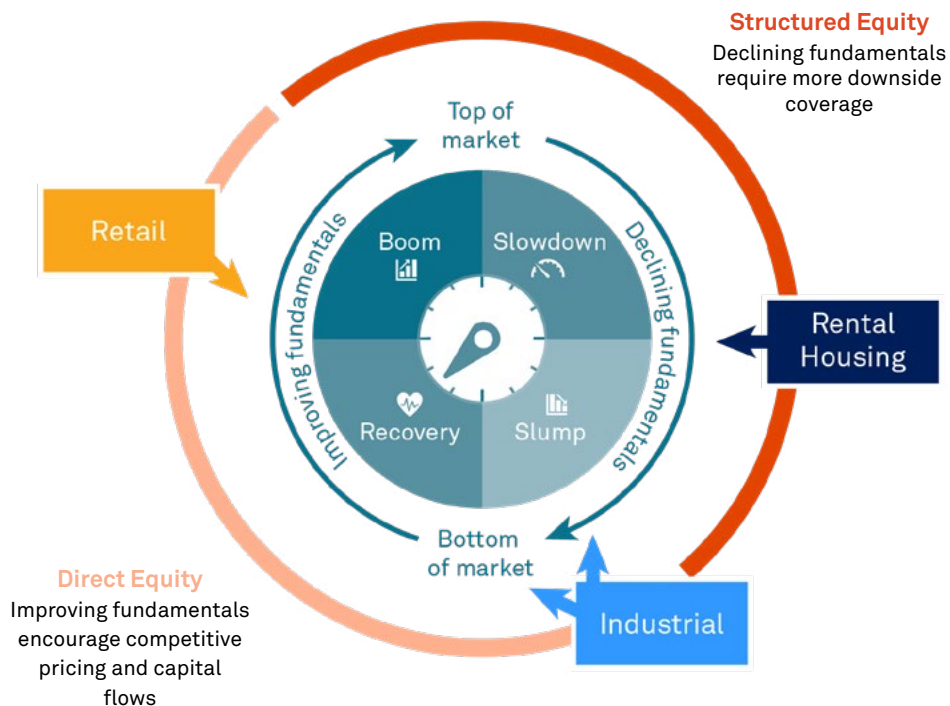 Structured Equity
Declining fundamentals
require more downside
coverage
Top of
market
Retail
Improving fundamentals
Boom
Slowdown
Declining fundamentals
Rental
Housing
Recovery
Slump
Bottom
of market
Industrial
Direct Equity
Improving fundamentals
encourage competitive
pricing and capital
flows